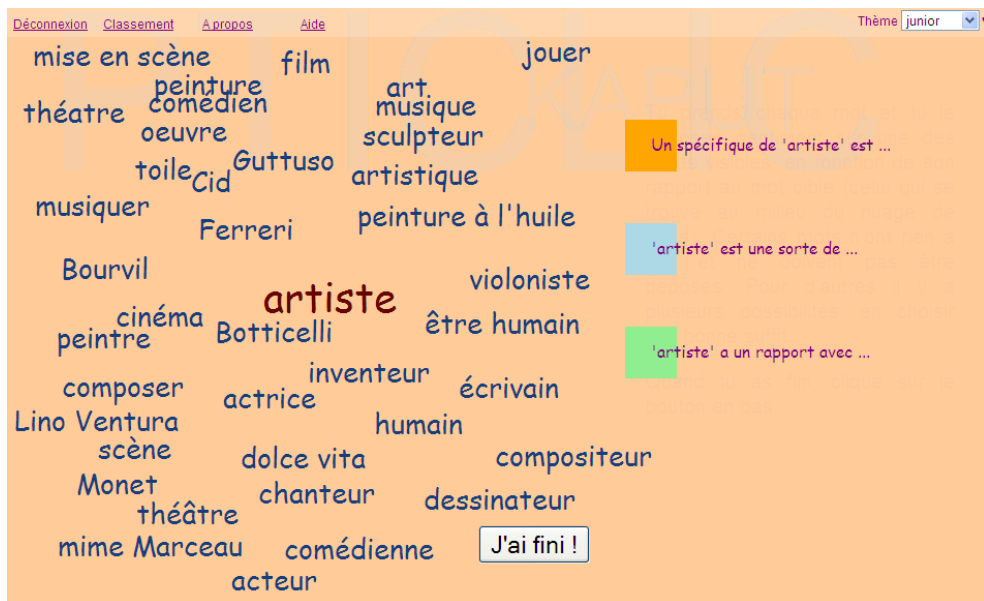 Déconnexion Classement A propos Aide Thème junior
mise en scène
film
jouer
peinture
art
théatre
comédien
musique
oeuvre
sculpteur
Un spécifique de 'artiste' est ...
toile
Guttuso
Cid
artistique
musiquer
Ferreri
peinture à l'huile
'artiste' est une sorte de ...
Bourvil
violoniste
artiste
cinéma
Botticelli
être humain
peintre
'artiste' a un rapport avec ...
inventeur
composer
actrice
écrivain
Lino Ventura
humain
scène
dolce vita
compositeur
Monet
chanteur
dessinateur
théâtre
mime Marceau
comédienne
J'ai fini !
acteur